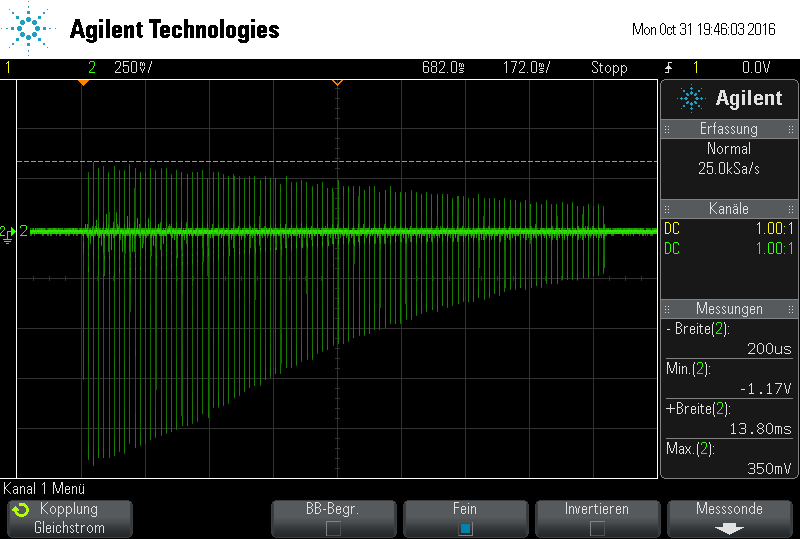 Agilent Technologies
Mon Oct 31 19:46:03 2016
1 2 250mV/ 682.0ms 172.0ms/ Stopp 1 0.0V
Agilent
Erfassung
Normal
25.0kSa/s
Kanäle
DC 1.00:1
DC 1.00:1
Messungen
- Breite(2):
200us
Min.(2):
-1.17V
+Breite(2):
13.80ms
Max.(2):
350mV
2 2
Kanal 1 Menü
Kopplung
Gleichstrom
BB-Begr.
Fein
Invertieren
Messsonde